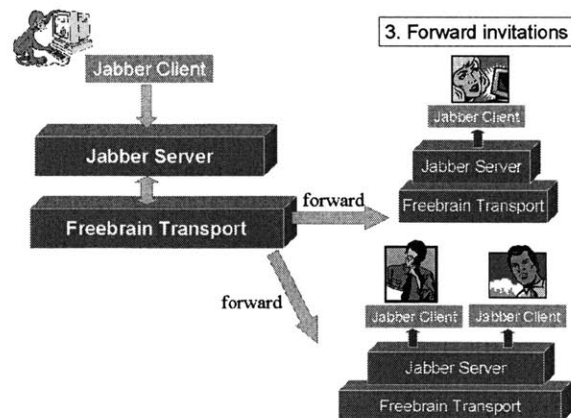 3. Forward invitations
Jabber Client
Jabber Server
Freebrain Transport
forward
forward
Jabber Client
Jabber Server
Freebrain Transport
Jabber Client
Jabber Client
Jabber Server
Freebrain Transport